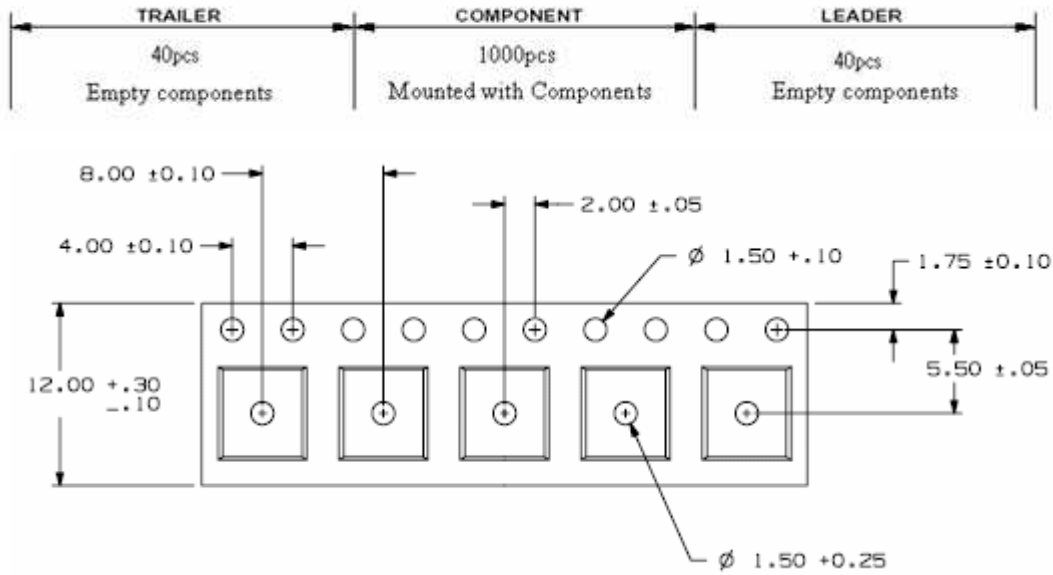 TRAILER COMPONENT LEADER
40pcs 1000pcs 40pcs
Empty components Mounted with Components Empty components
8.00 ±0.10
2.00 ±.05
4.00 ±0.10
Ø 1.50 +.10
1.75 ±0.10
12.00 +.30
-.10
5.50 ±.05
Ø 1.50 +0.25